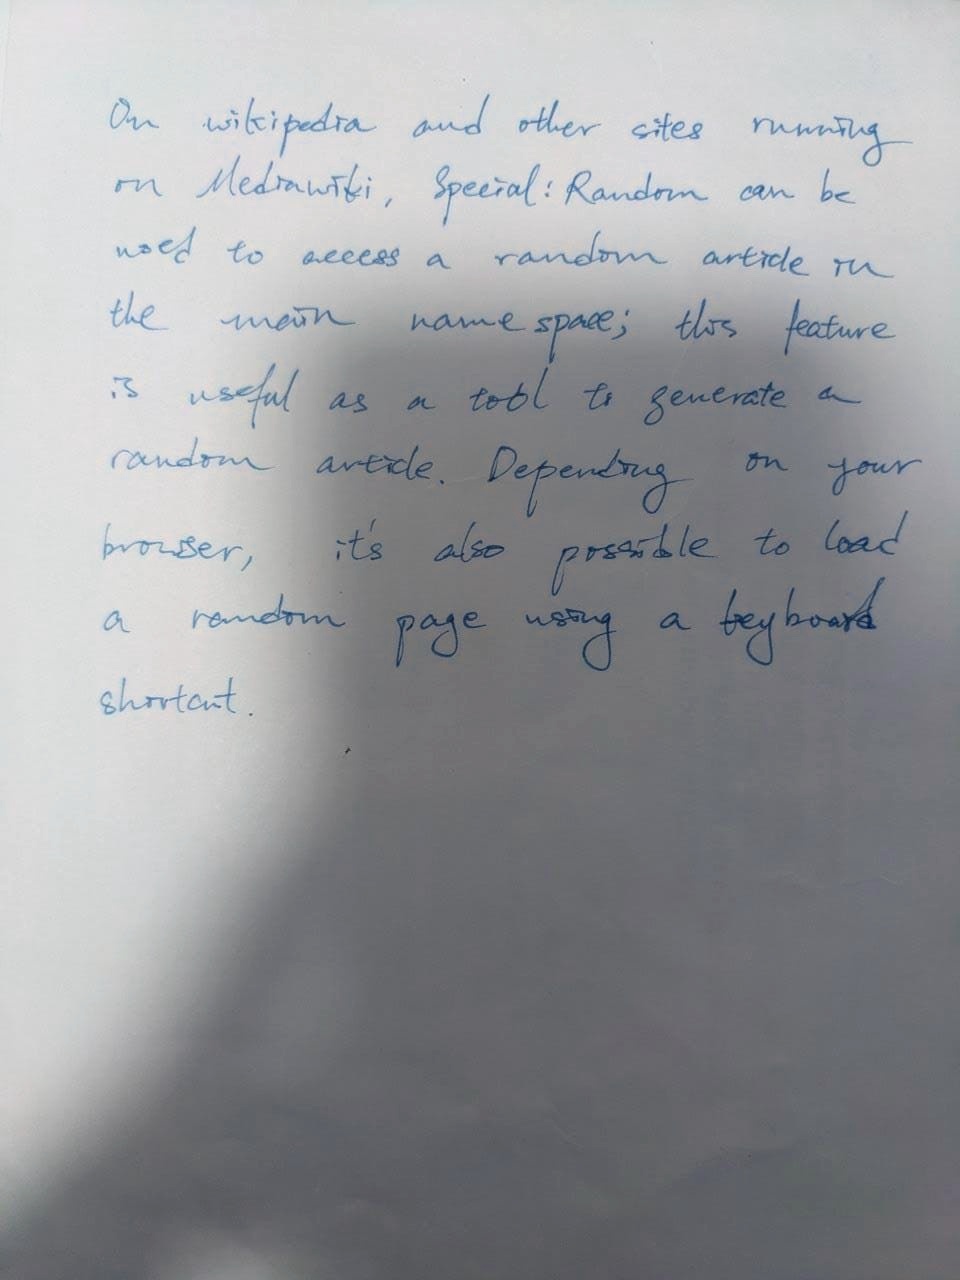 On wikipedia and other sites running
on Mediawiki, Special: Random can be
used to access a random article in
the main name space; this feature
is useful as a tool to generate a
random article. Depending on your
browser, it's also possible to load
a random page using a keyboard
shortcut.